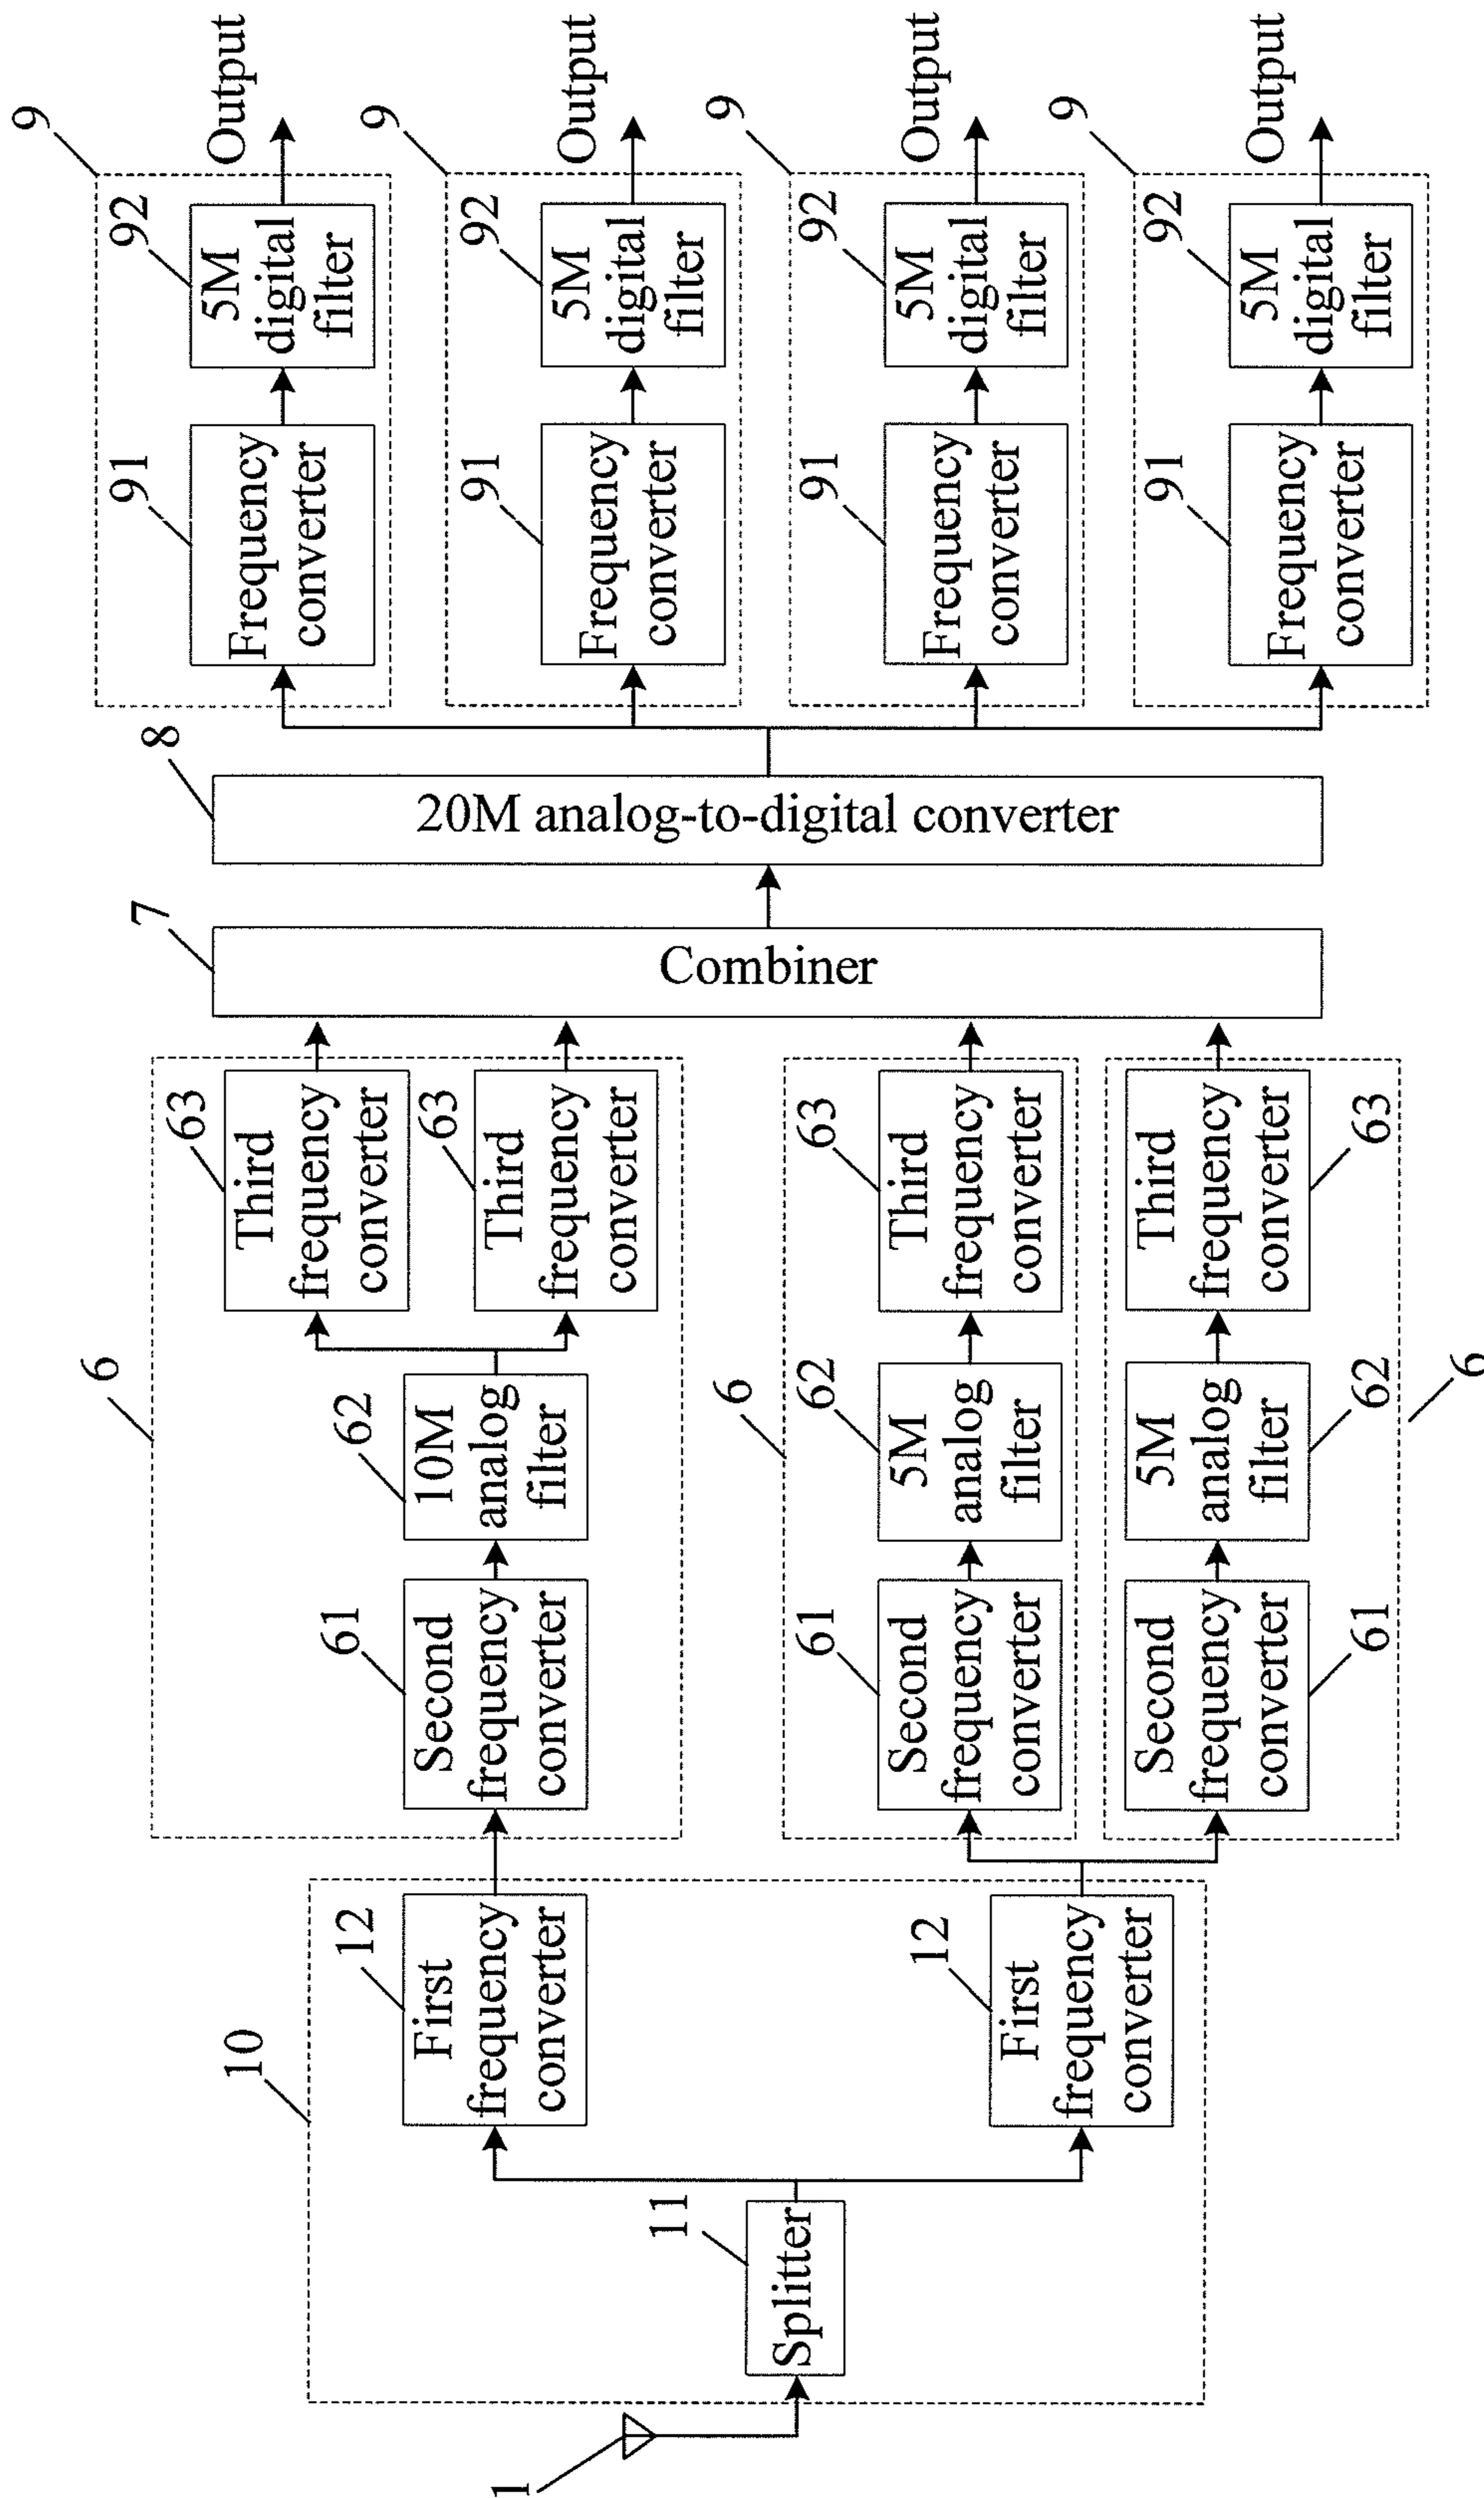 1
10
11
Splitter
12
First
frequency
converter
12
First
frequency
converter
6
61
Second
frequency
converter
62
10M
analog
filter
63
Third
frequency
converter
63
Third
frequency
converter
6
61
Second
frequency
converter
62
5M
analog
filter
63
Third
frequency
converter
6
61
Second
frequency
converter
62
5M
analog
filter
63
Third
frequency
converter
7
Combiner
8
20M analog-to-digital converter
9
91
Frequency
converter
92
5M
digital
filter
Output
9
91
Frequency
converter
92
5M
digital
filter
Output
9
91
Frequency
converter
92
5M
digital
filter
Output
9
91
Frequency
converter
92
5M
digital
filter
Output